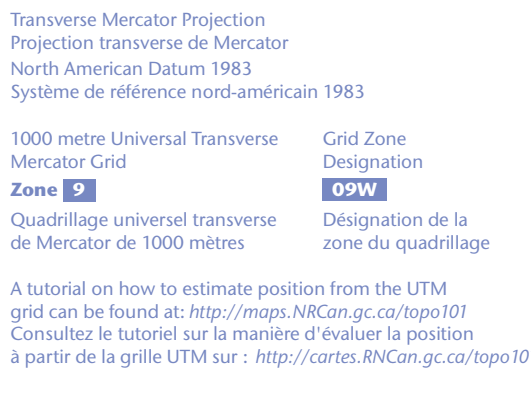 Transverse Mercator Projection
Projection transverse de Mercator
North American Datum 1983
Système de référence nord-américain 1983
1000 metre Universal Transverse
Mercator Grid
Zone 9
Quadrillage universel transverse
de Mercator de 1000 mètres
Grid Zone
Designation
09W
Désignation de la
zone du quadrillage
A tutorial on how to estimate position from the UTM
grid can be found at: http://maps.NRCan.gc.ca/topo101
Consultez le tutoriel sur la manière d'évaluer la position
à partir de la grille UTM sur : http://cartes.RNCan.gc.ca/topo10